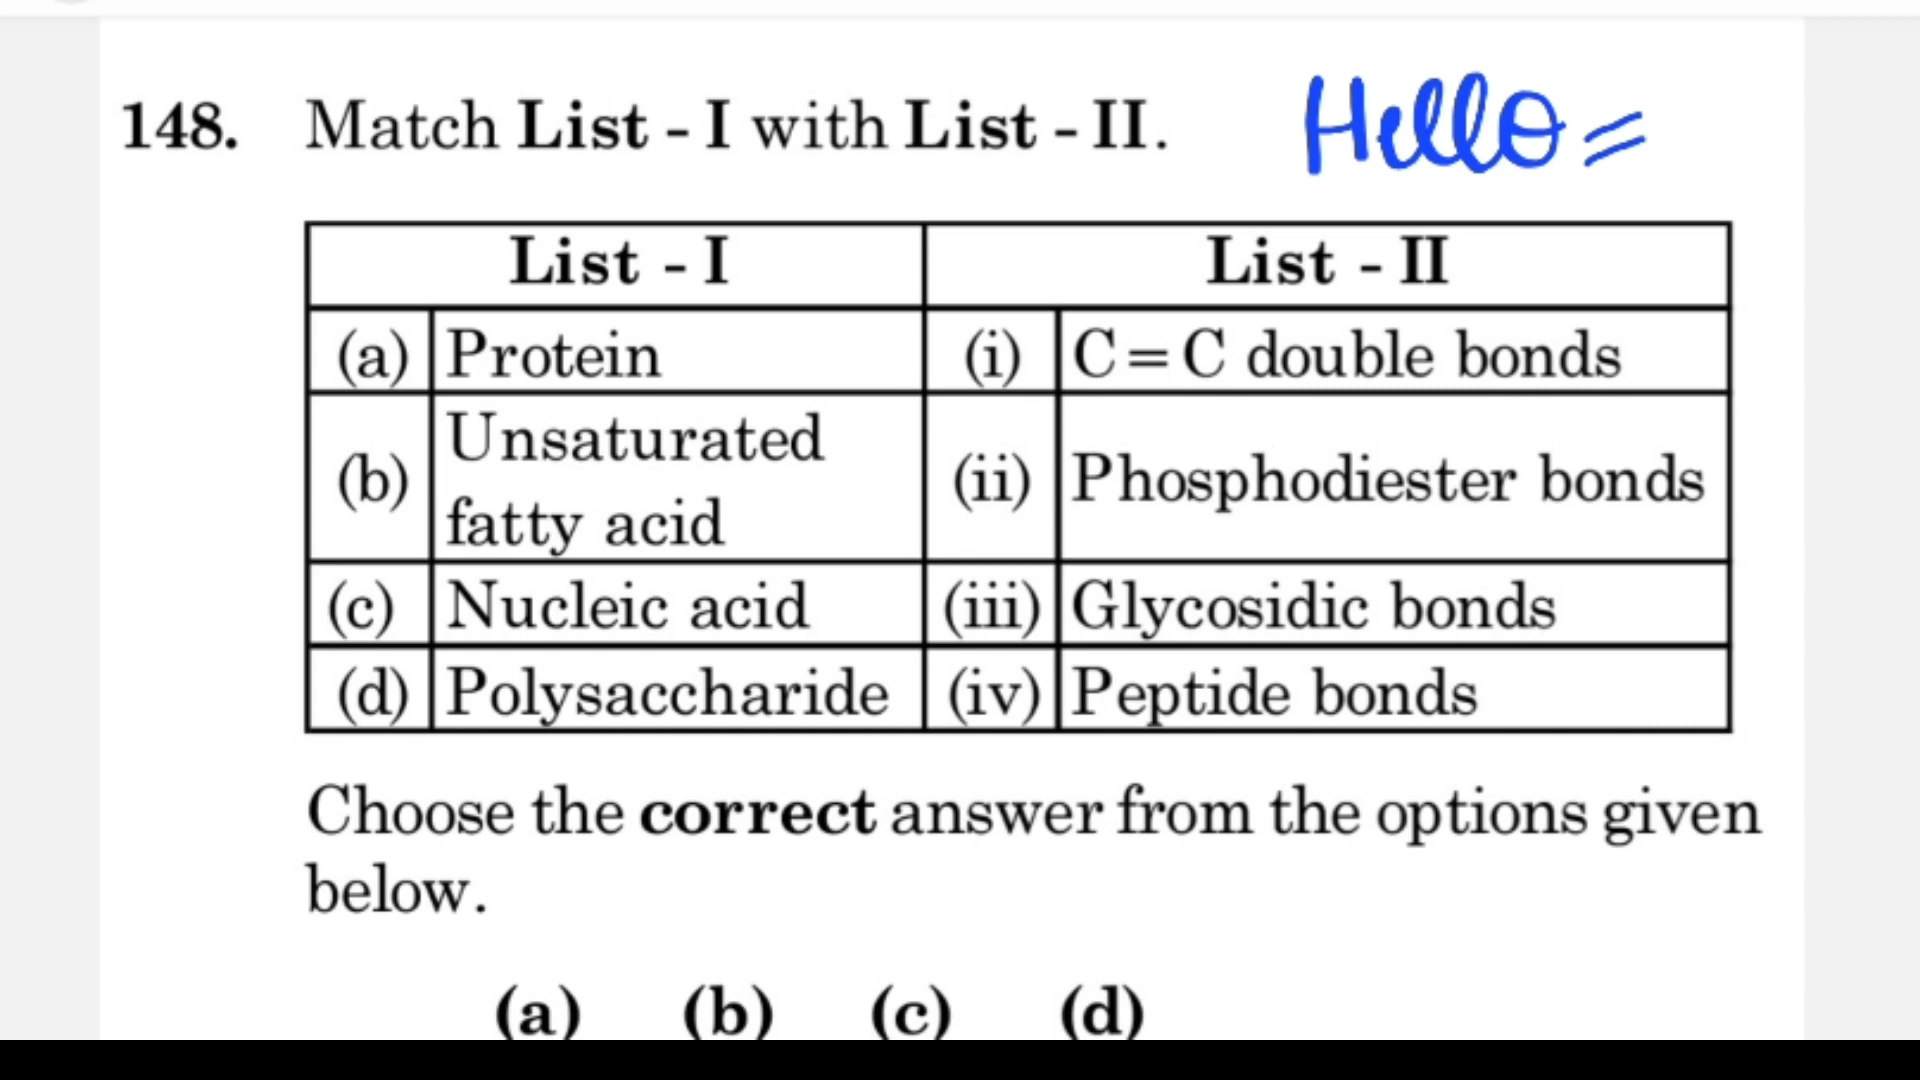 148. Match List - I with List - II. Hello=
List - I List - II
(a) Protein (i) C=C double bonds
(b) Unsaturated fatty acid (ii) Phosphodiester bonds
(c) Nucleic acid (iii) Glycosidic bonds
(d) Polysaccharide (iv) Peptide bonds
Choose the correct answer from the options given
below.
(a) (b) (c) (d)